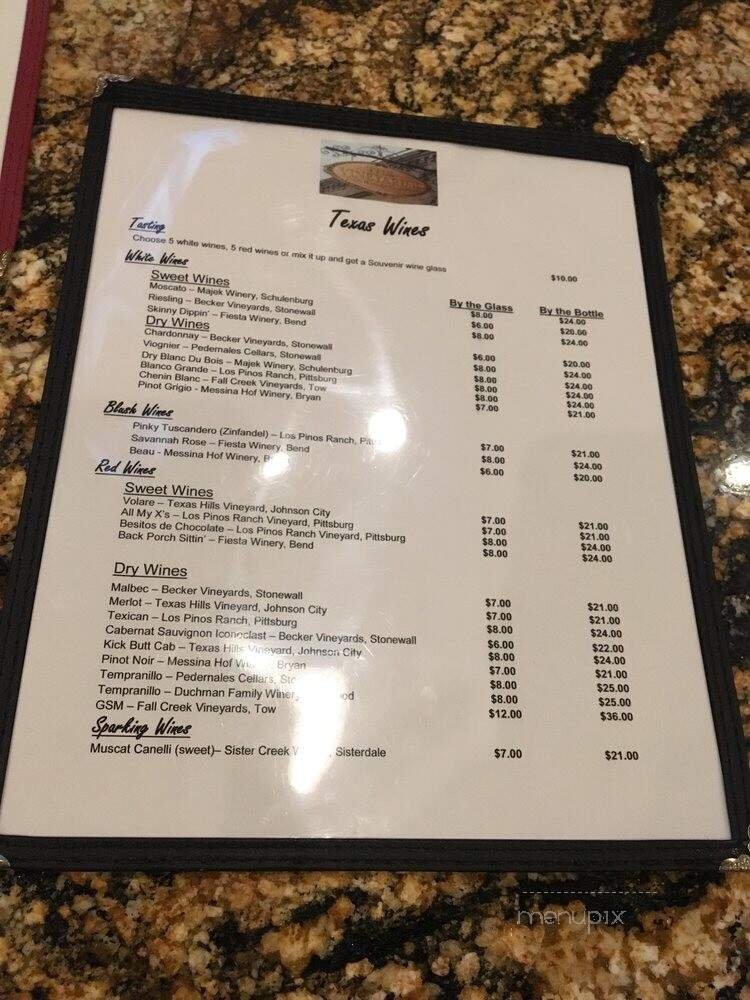 Texas Wines
Tasting
Choose 5 white wines, 5 red wines or mix it up and get a Souvenir wine glass $10.00
White Wines
By the Glass By the Bottle
Sweet Wines
Moscato – Majek Winery, Schulenburg $8.00 $24.00
Riesling – Becker Vineyards, Stonewall $6.00 $20.00
Skinny Dippin' – Fiesta Winery, Bend $8.00 $24.00
Dry Wines
Chardonnay – Becker Vineyards, Stonewall $6.00 $20.00
Viognier – Pedernales Cellars, Stonewall $8.00 $24.00
Dry Blanc Du Bois – Majek Winery, Schulenburg $8.00 $24.00
Blanco Grande – Los Pinos Ranch, Pittsburg $8.00 $24.00
Chenin Blanc – Fall Creek Vineyards, Tow $8.00 $24.00
Pinot Grigio - Messina Hof Winery, Bryan $7.00 $21.00
Blush Wines
Pinky Tuscandero (Zinfandel) – Los Pinos Ranch, $7.00 $21.00
Savannah Rose – Fiesta Winery, Bend $8.00 $24.00
Beau - Messina Hof Winery, $6.00 $20.00
Red Wines
Sweet Wines
Volare – Texas Hills Vineyard, Johnson City $7.00 $21.00
All My X's – Los Pinos Ranch Vineyard, Pittsburg $7.00 $21.00
Besitos de Chocolate – Los Pinos Ranch Vineyard, Pittsburg $8.00 $24.00
Back Porch Sittin' – Fiesta Winery, Bend $8.00 $24.00
Dry Wines
Malbec – Becker Vineyards, Stonewall $7.00 $21.00
Merlot – Texas Hills Vineyard, Johnson City $7.00 $21.00
Texican – Los Pinos Ranch, Pittsburg $8.00 $24.00
Cabernat Sauvignon Iconoclast – Becker Vineyards, Stonewall $6.00 $22.00
Kick Butt Cab – Texas Hills Vineyard, Johnson City $8.00 $24.00
Pinot Noir – Messina Hof Bryan $7.00 $21.00
Tempranillo – Pedernales Cellars, $8.00 $25.00
Tempranillo – Duchman Family Winery, $8.00 $25.00
GSM – Fall Creek Vineyards, Tow $12.00 $36.00
Sparking Wines
Muscat Canelli (sweet)– Sister Creek Sisterdale $7.00 $21.00
menupix